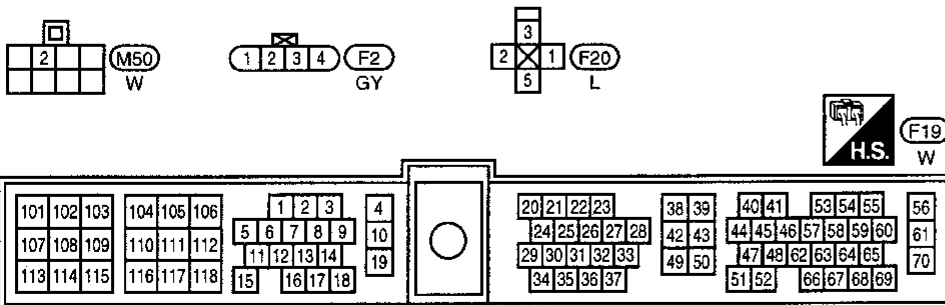 2 M50
W
1 2 3 4 F2
GY
3
2 1 F20
5 L
H.S. F19
W
101 102 103 104 105 106 1 2 3 4 20 21 22 23 38 39 40 41 53 54 55 56
107 108 109 110 111 112 5 6 7 8 9 10 24 25 26 27 28 42 43 44 45 46 57 58 59 60 61
113 114 115 116 117 118 11 12 13 14 19 29 30 31 32 33 49 50 47 48 62 63 64 65 70
15 16 17 18 34 35 36 37 51 52 66 67 68 69